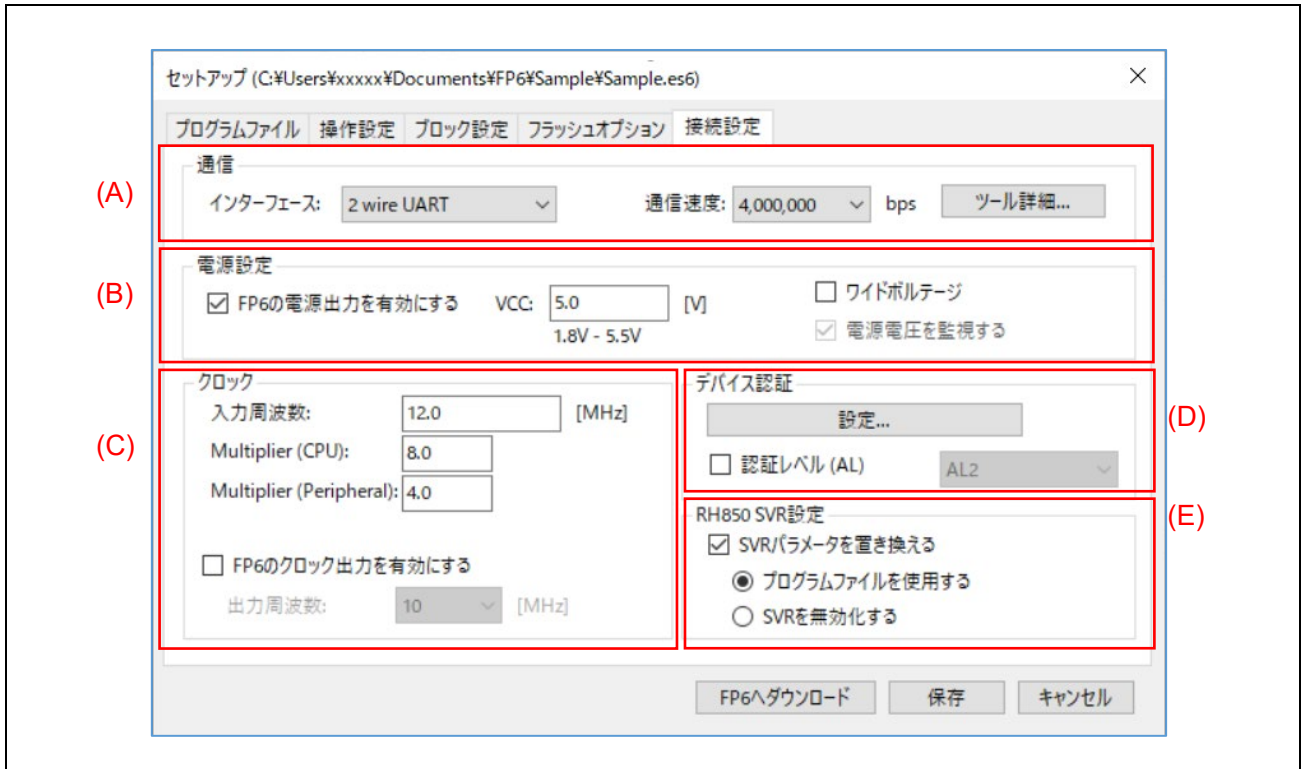 セットアップ (C:¥Users¥xxxxx¥Documents¥FP6¥Sample¥Sample.es6)
プログラムファイル 操作設定 ブロック設定 フラッシュオプション 接続設定
(A)
通信
インターフェース: 2 wire UART 通信速度: 4,000,000 bps ツール詳細...
(B)
電源設定
FP6の電源出力を有効にする VCC: 5.0 [V] ワイドボルテージ
1.8V - 5.5V 電源電圧を監視する
(C)
クロック
入力周波数: 12.0 [MHz]
Multiplier (CPU): 8.0
Multiplier (Peripheral): 4.0
FP6のクロック出力を有効にする
出力周波数: 10 [MHz]
(D)
デバイス認証
設定...
認証レベル (AL) AL2
(E)
RH850 SVR設定
SVRパラメータを置き換える
プログラムファイルを使用する
SVRを無効化する
FP6へダウンロード 保存 キャンセル